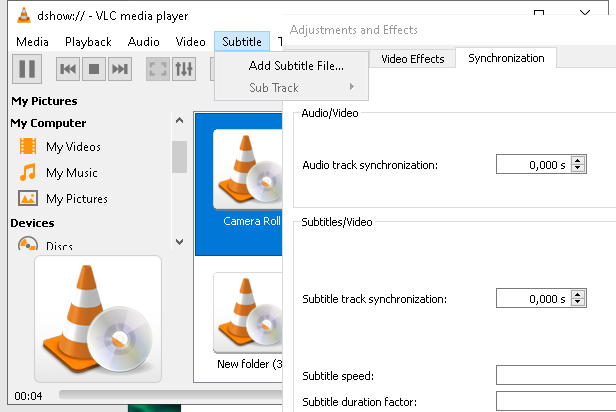 dshow:// - VLC media player
Media Playback Audio Video Subtitle
Add Subtitle File...
Sub Track
My Pictures
My Computer
My Videos
My Music
My Pictures
Devices
Discs
Camera Roll
New folder (3
00:04
Adjustments and Effects
Video Effects Synchronization
Audio/Video
Audio track synchronization: 0,000 s
Subtitles/Video
Subtitle track synchronization: 0,000 s
Subtitle speed:
Subtitle duration factor: